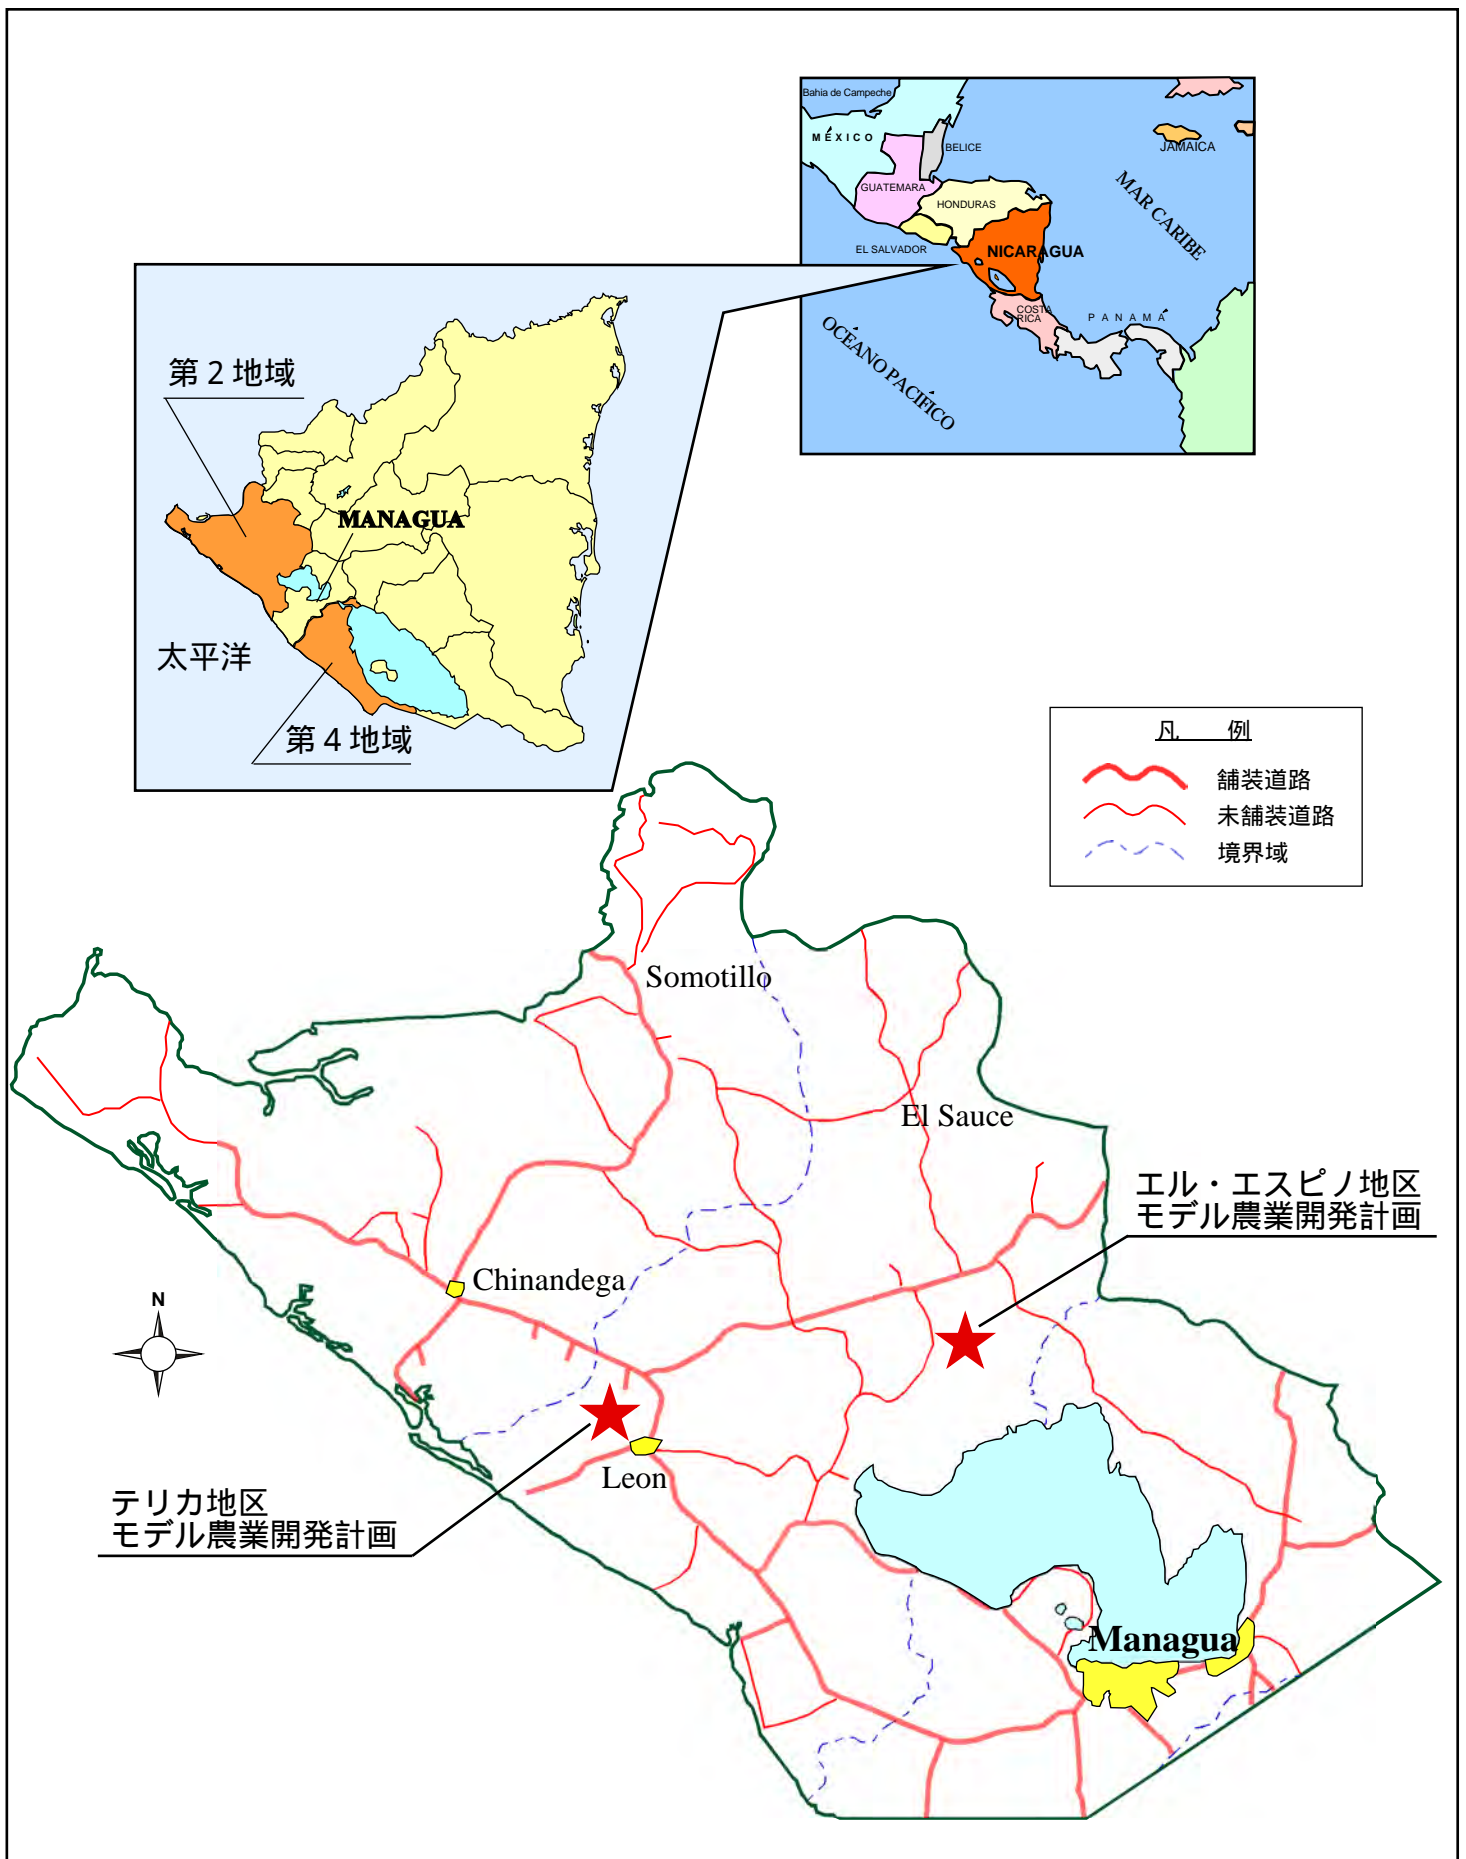 Bahia de Campeche
MÉXICO
BELICE
JAMAICA
GUATEMARA
HONDURAS
MAR CARIBE
EL SALVADOR
NICARAGUA
COSTA
RICA
PANAMÁ
OCÉANO PACÍFICO
第2地域
MANAGUA
太平洋
第4地域
凡 例
舗装道路
未舗装道路
境界域
Somotillo
El Sauce
エル・エスピノ地区
モデル農業開発計画
Chinandega
N
Leon
テリカ地区
モデル農業開発計画
Managua